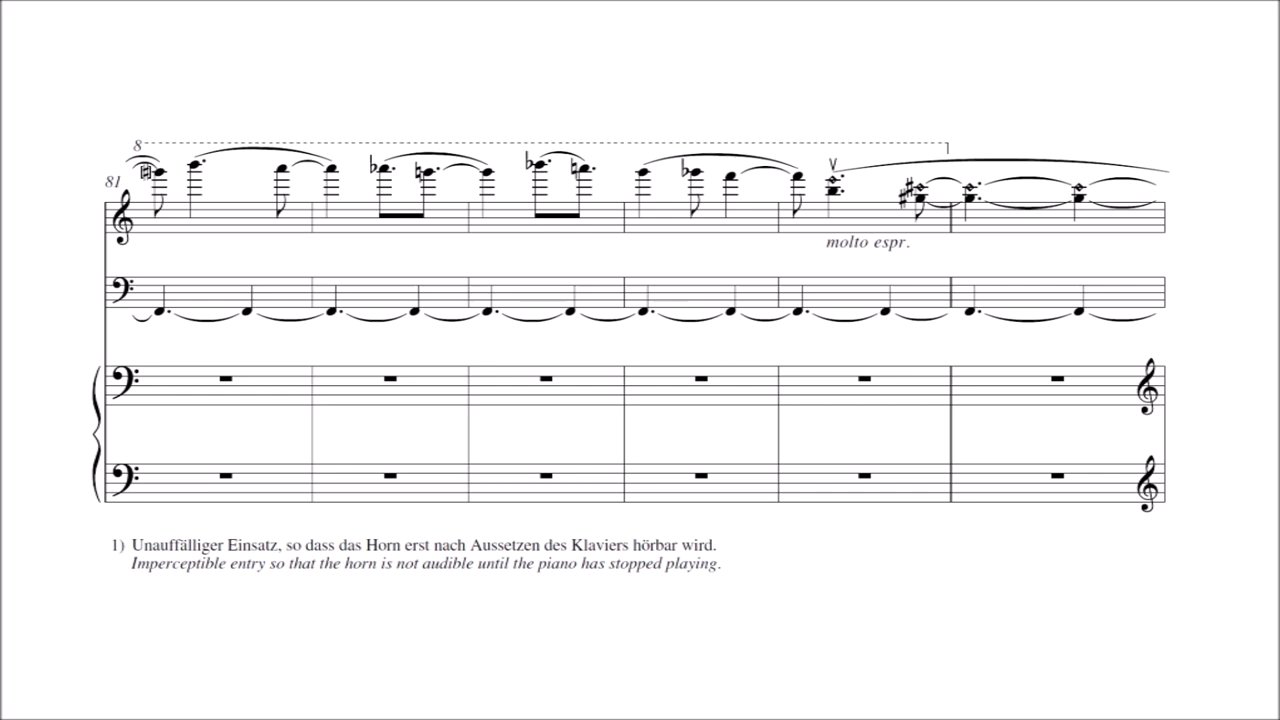 8
81
molto espr.
1) Unauffälliger Einsatz, so dass das Horn erst nach Aussetzen des Klaviers hörbar wird.
Imperceptible entry so that the horn is not audible until the piano has stopped playing.